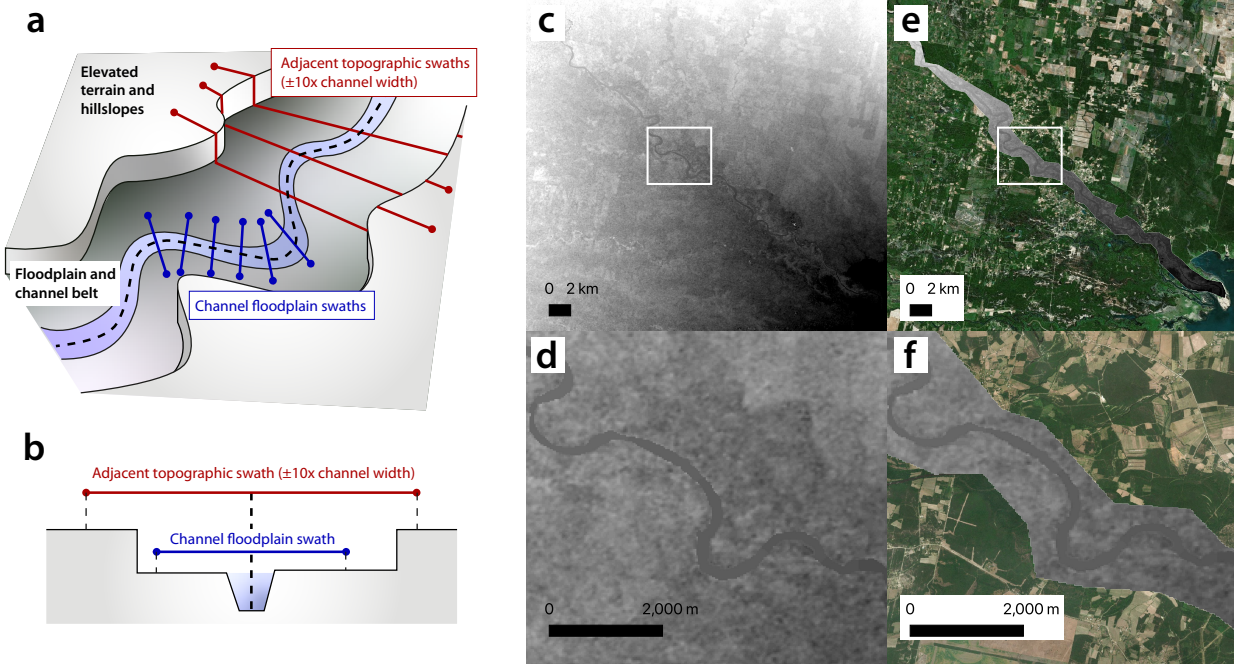 a
Elevated
terrain and
hillslopes
Adjacent topographic swaths
(±10x channel width)
Floodplain and
channel belt
Channel floodplain swaths
b
Adjacent topographic swath (±10x channel width)
Channel floodplain swath
c
0 2 km
d
0 2,000 m
e
0 2 km
f
0 2,000 m